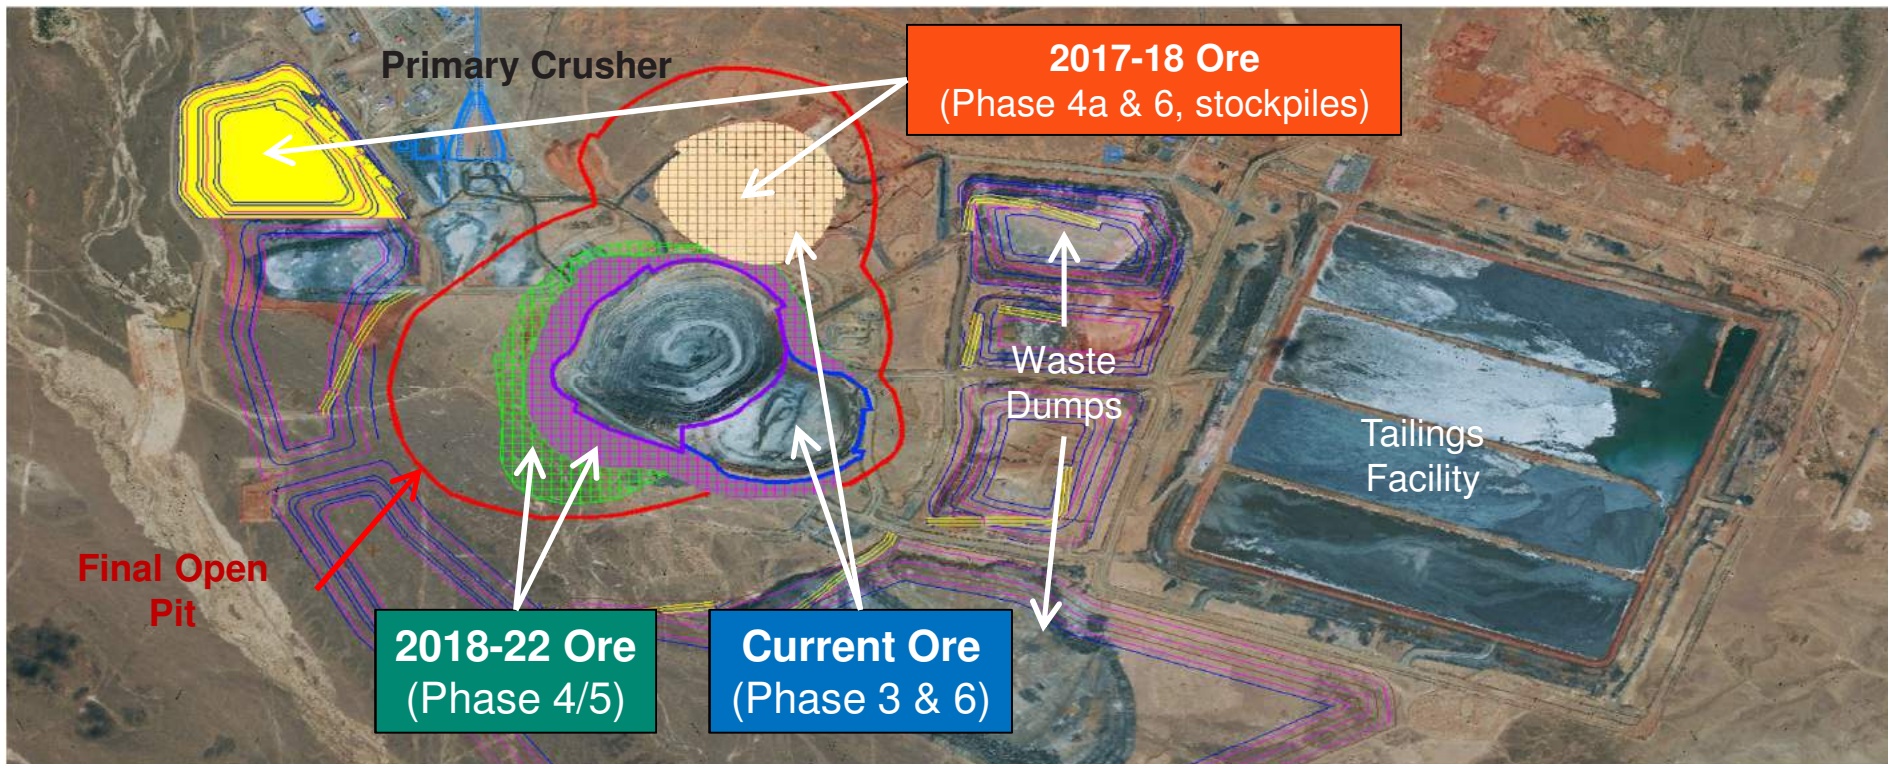 Primary Crusher
2017-18 Ore
(Phase 4a & 6, stockpiles)
Waste
Dumps
Tailings
Facility
Final Open
Pit
2018-22 Ore
(Phase 4/5)
Current Ore
(Phase 3 & 6)